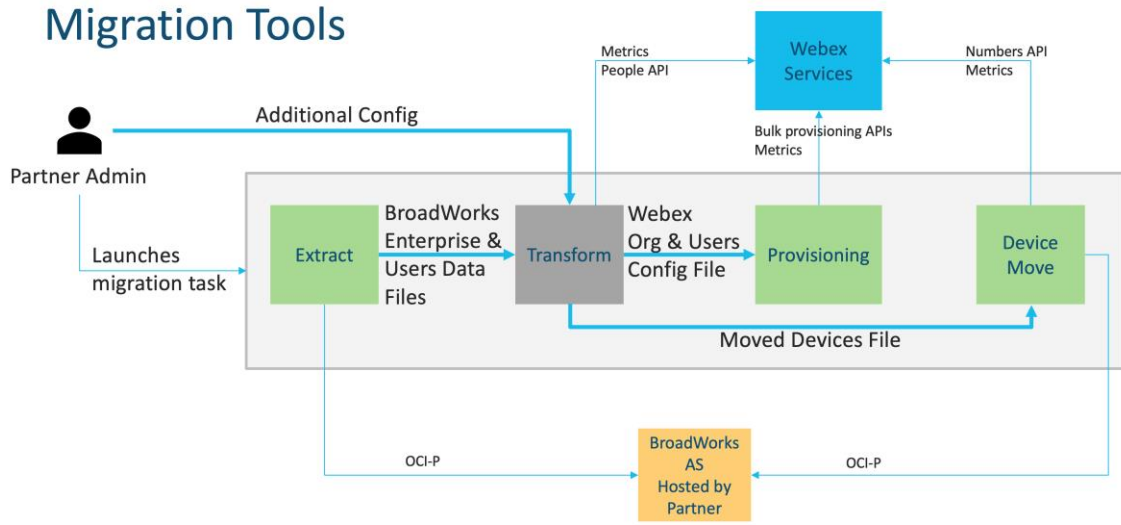 Migration Tools
Metrics
People API
Webex
Services
Numbers API
Metrics
Additional Config
Bulk provisioning APIs
Metrics
Partner Admin
Launches
migration task
Extract
BroadWorks
Enterprise &
Users Data
Files
Transform
Webex
Org & Users
Config File
Provisioning
Device
Move
Moved Devices File
OCI-P
BroadWorks
AS
Hosted by
Partner
OCI-P